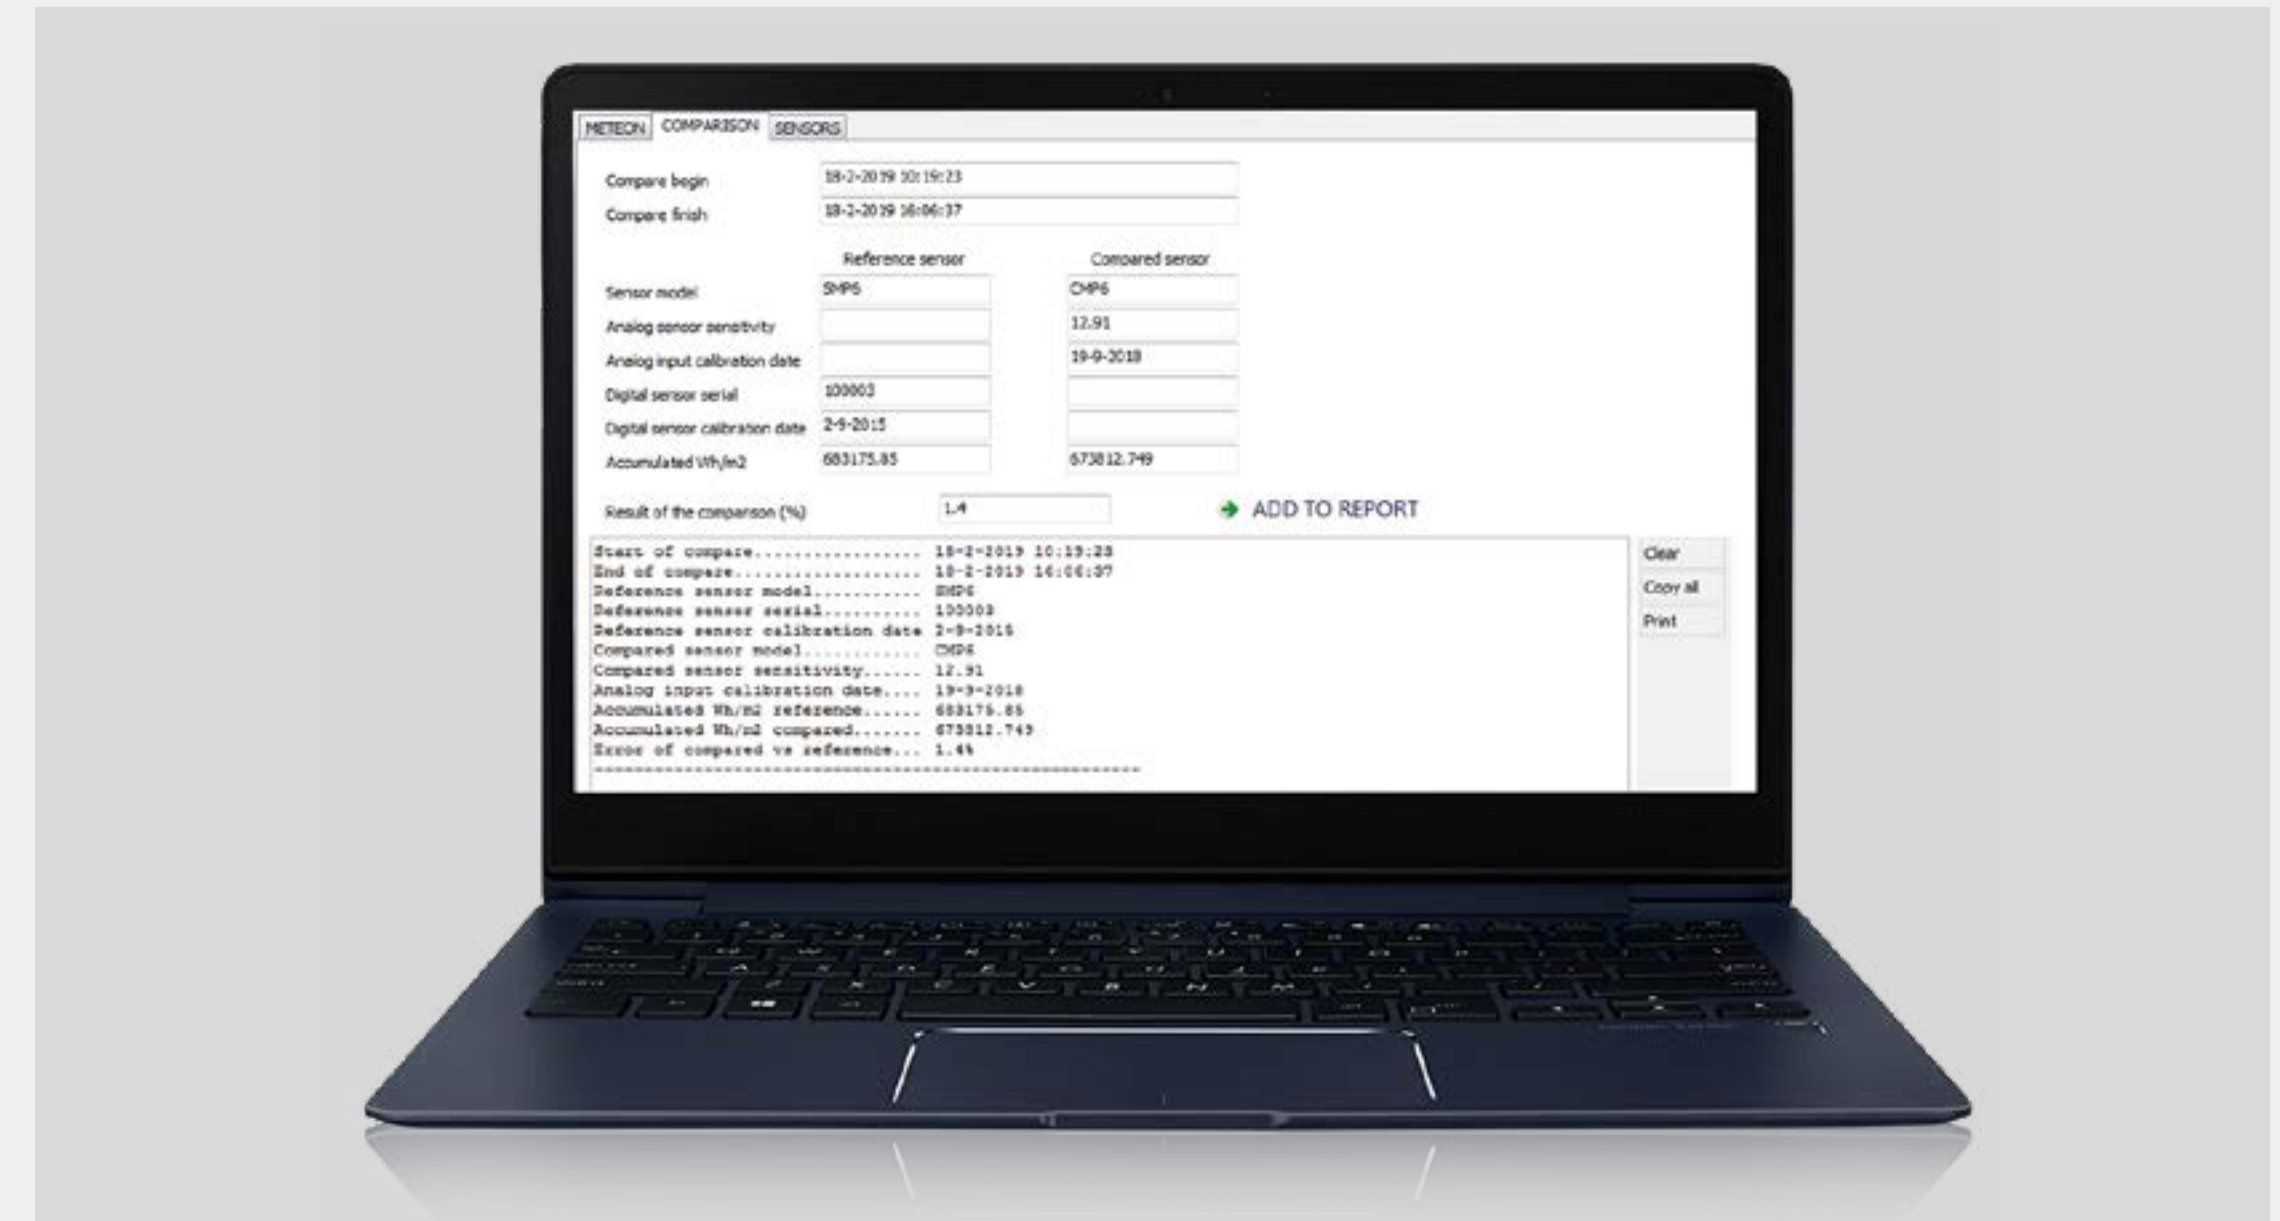 METEON COMPARISON SENSORS
Compare begin 18-2-2019 10:19:23
Compare finish 18-2-2019 16:06:37
Reference sensor Compared sensor
Sensor model SMP6 CMP6
Analog sensor sensitivity 12.91
Analog input calibration date 19-9-2018
Digital sensor serial 100003
Digital sensor calibration date 2-9-2015
Accumulated Wh/m2 683175.85 673812.749
Result of the comparison (%) 1.4 ADD TO REPORT
Start of compare................. 18-2-2019 10:19:23
End of compare................... 18-2-2019 16:06:37
Reference sensor model........... SMP6
Reference sensor serial.......... 100003
Reference sensor calibration date 2-9-2015
Compared sensor model............ CMP6
Compared sensor sensitivity...... 12.91
Analog input calibration date.... 19-9-2018
Accumulated Wh/m2 reference...... 683175.85
Accumulated Wh/m2 compared....... 673812.749
Error of compared vs reference... 1.4%
Clear
Copy all
Print